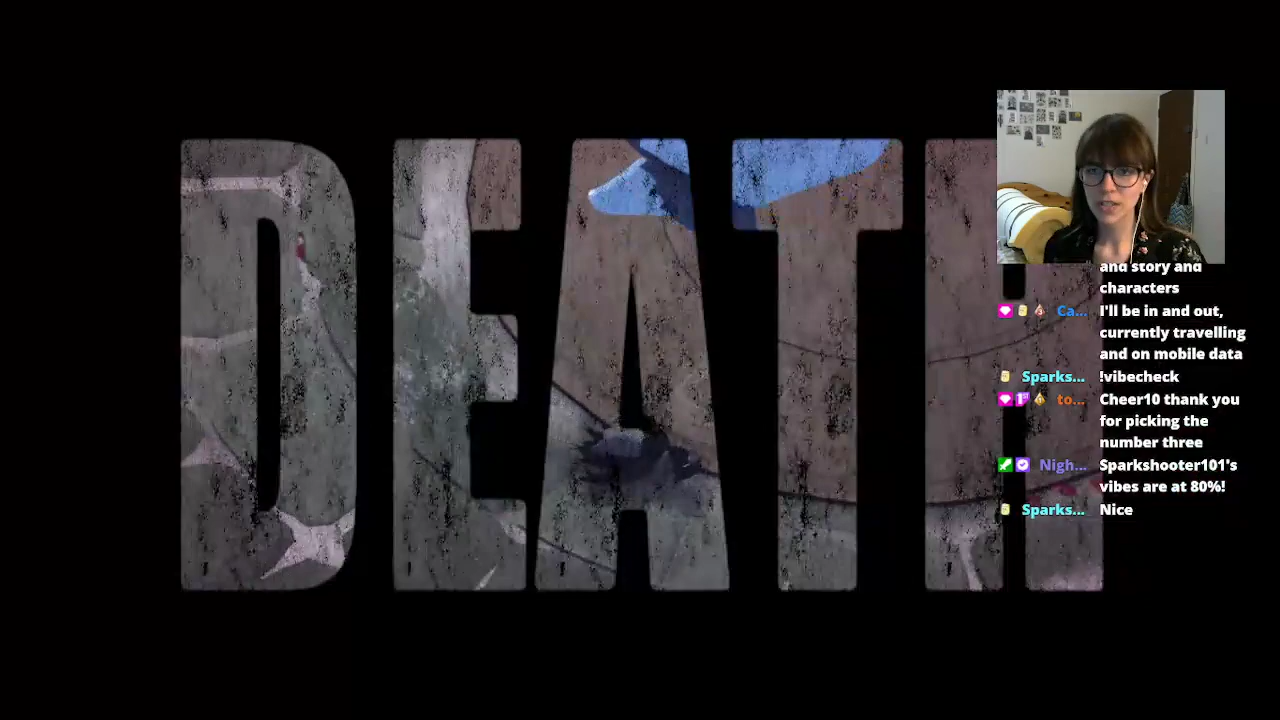 DEATH
and story and
characters
Ca... I'll be in and out,
currently travelling
and on mobile data
Sparks... !vibecheck
to... Cheer10 thank you
for picking the
number three
Nigh... Sparkshooter101's
vibes are at 80%!
Sparks... Nice